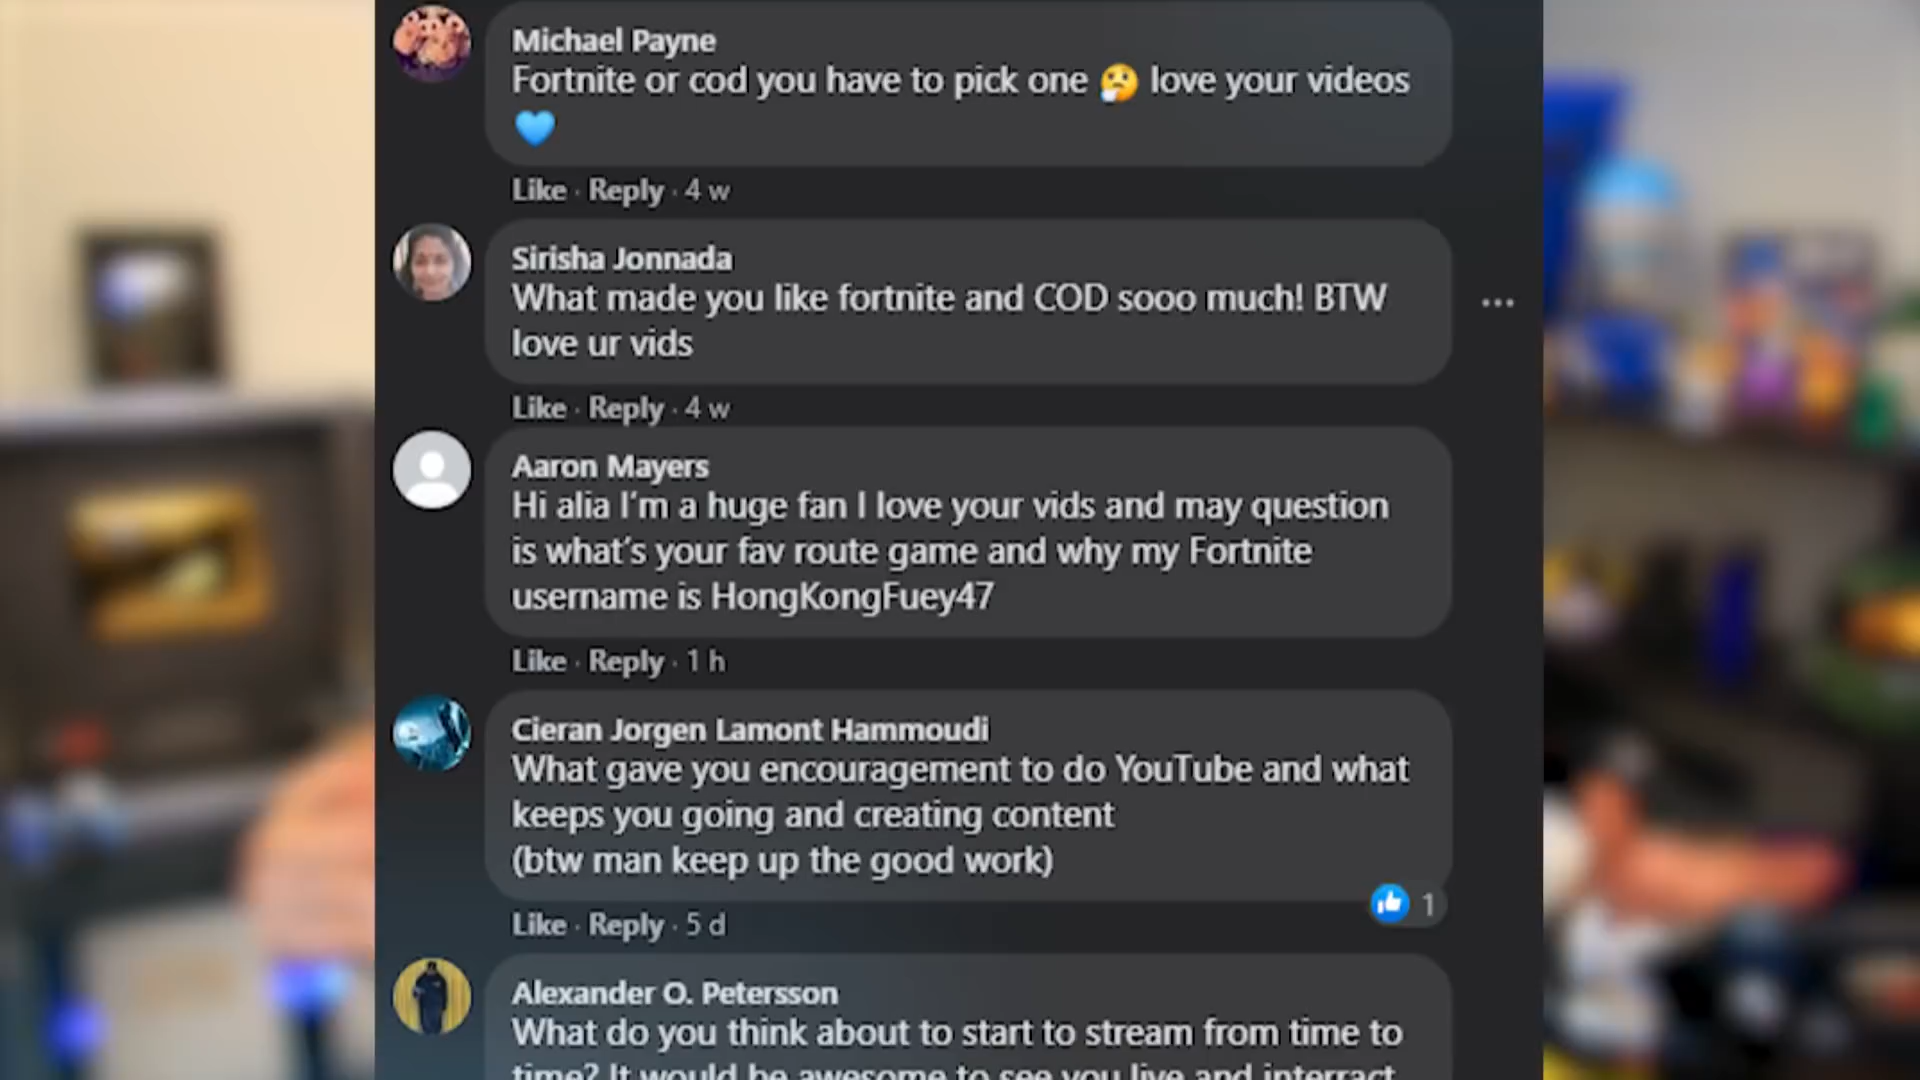 Michael Payne
Fortnite or cod you have to pick one 🤔 love your videos
💙
Like · Reply · 4 w
Sirisha Jonnada
What made you like fortnite and COD sooo much! BTW
love ur vids
Like · Reply · 4 w
Aaron Mayers
Hi alia I'm a huge fan I love your vids and may question
is what's your fav route game and why my Fortnite
username is HongKongFuey47
Like · Reply · 1 h
Cieran Jorgen Lamont Hammoudi
What gave you encouragement to do YouTube and what
keeps you going and creating content
(btw man keep up the good work)
1
Like · Reply · 5 d
Alexander O. Petersson
What do you think about to start to stream from time to
time? It would be awesome to see you live and interract